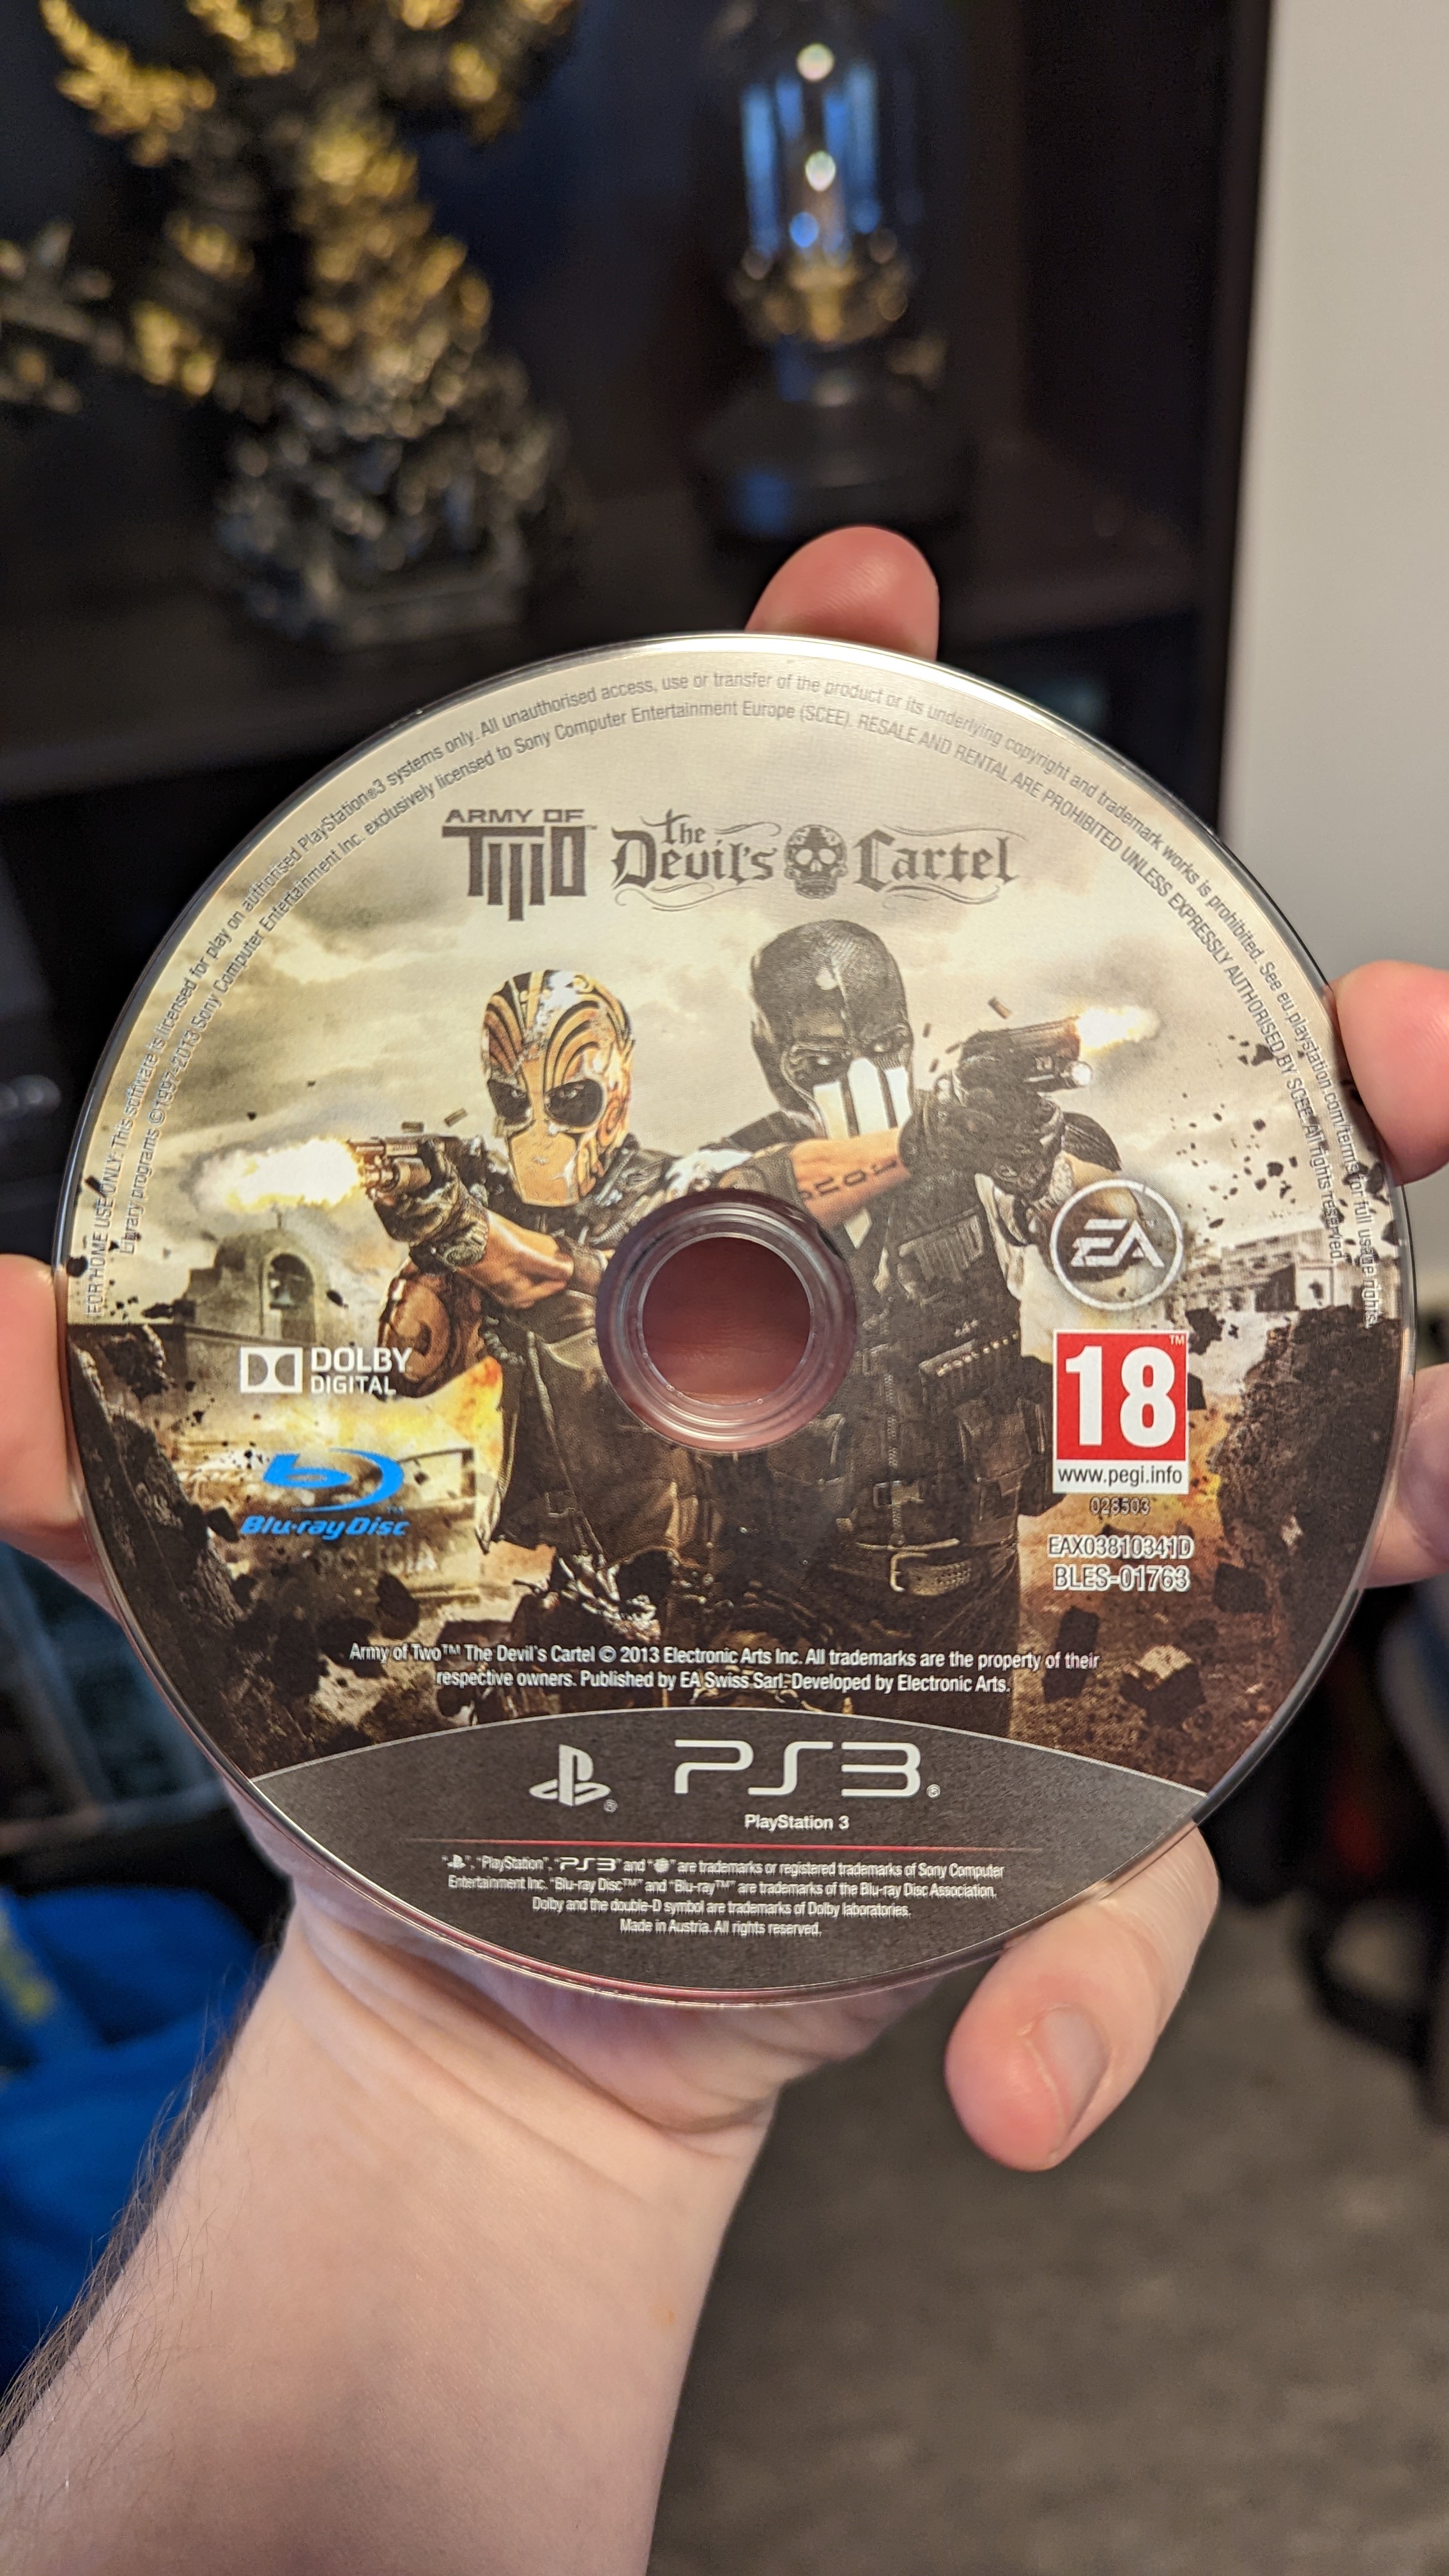 "FOR HOME USE ONLY. This software is licensed for play on authorised PlayStation®3 systems only. All unauthorised access, use or transfer of the product or its underlying copyright and trademark works is prohibited. See eu.playstation.com/terms for full usage rights.
Library programs ©1997-2013 Sony Computer Entertainment Inc. exclusively licensed to Sony Computer Entertainment Europe (SCEE). RESALE AND RENTAL ARE PROHIBITED UNLESS EXPRESSLY AUTHORISED BY SCEE. All rights reserved.
ARMY OF
TWO™ The Devil's Cartel
EA
DOLBY
DIGITAL
18™
www.pegi.info
Blu-ray Disc
028503
EAX03810341D
BLES-01763
POLICIA
Army of Two™ The Devil's Cartel © 2013 Electronic Arts Inc. All trademarks are the property of their
respective owners. Published by EA Swiss Sarl. Developed by Electronic Arts.
PS3®
PlayStation 3
"", "PlayStation", "PS3" and "" are trademarks or registered trademarks of Sony Computer
Entertainment Inc. "Blu-ray Disc™" and "Blu-ray™" are trademarks of the Blu-ray Disc Association.
Dolby and the double-D symbol are trademarks of Dolby laboratories.
Made in Austria. All rights reserved.